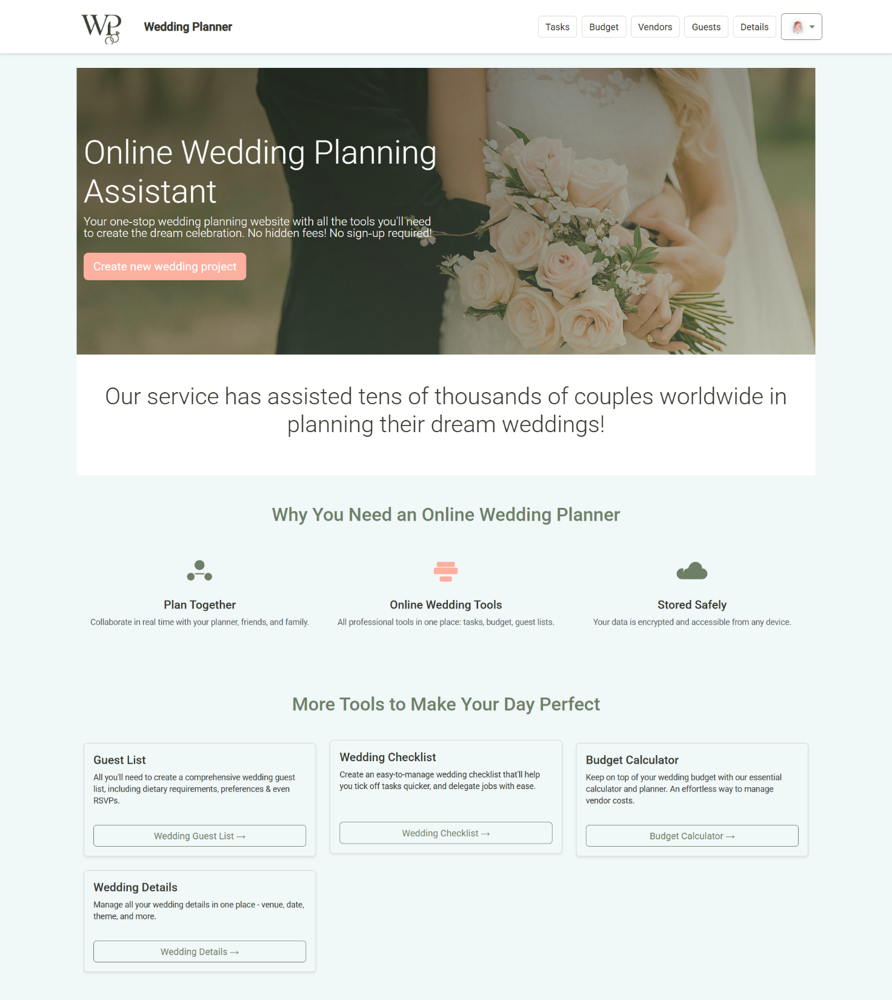 WP
Wedding Planner
Tasks
Budget
Vendors
Guests
Details
Online Wedding Planning
Assistant
Your one-stop wedding planning website with all the tools you'll need
to create the dream celebration. No hidden fees! No sign-up required!
Create new wedding project
Our service has assisted tens of thousands of couples worldwide in
planning their dream weddings!
Why You Need an Online Wedding Planner
Plan Together
Collaborate in real time with your planner, friends, and family.
Online Wedding Tools
All professional tools in one place: tasks, budget, guest lists.
Stored Safely
Your data is encrypted and accessible from any device.
More Tools to Make Your Day Perfect
Guest List
All you'll need to create a comprehensive wedding guest
list, including dietary requirements, preferences & even
RSVPs.
Wedding Guest List →
Wedding Checklist
Create an easy-to-manage wedding checklist that'll help
you tick off tasks quicker, and delegate jobs with ease.
Wedding Checklist →
Budget Calculator
Keep on top of your wedding budget with our essential
calculator and planner. An effortless way to manage
vendor costs.
Budget Calculator →
Wedding Details
Manage all your wedding details in one place - venue, date,
theme, and more.
Wedding Details →